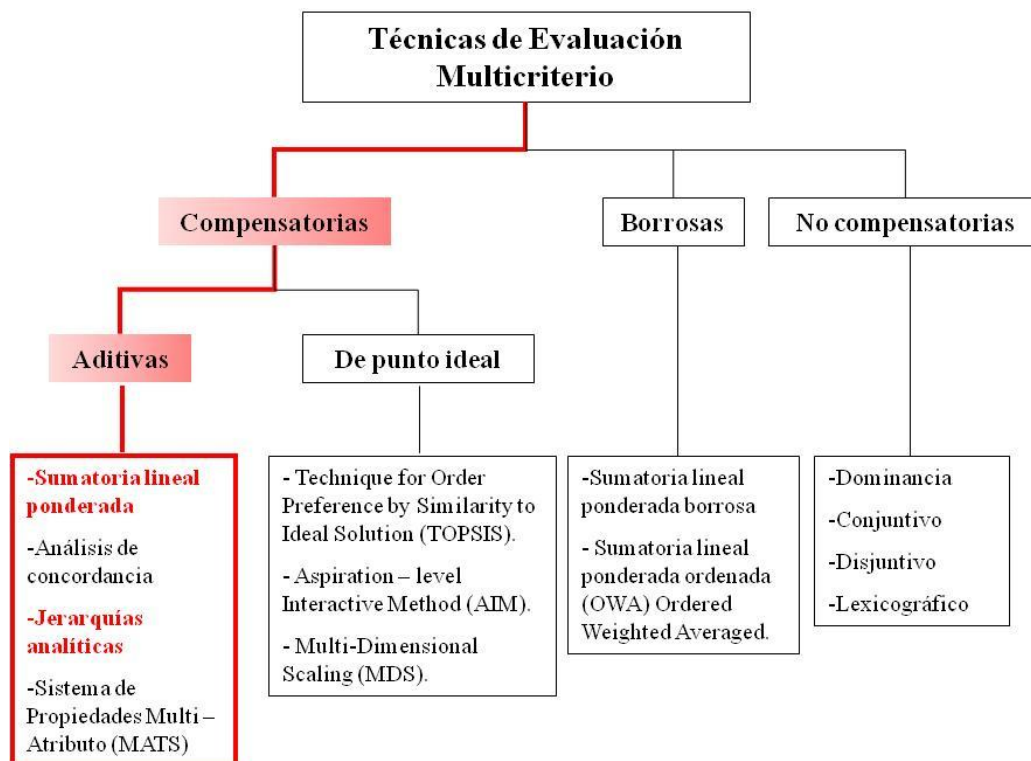 Técnicas de Evaluación
Multicriterio
Compensatorias
Borrosas
No compensatorias
Aditivas
De punto ideal
-Sumatoria lineal
ponderada
-Análisis de
concordancia
-Jerarquías
analíticas
-Sistema de
Propiedades Multi –
Atributo (MATS)
- Technique for Order
Preference by Similarity to
Ideal Solution (TOPSIS).
- Aspiration – level
Interactive Method (AIM).
- Multi-Dimensional
Scaling (MDS).
-Sumatoria lineal
ponderada borrosa
- Sumatoria lineal
ponderada ordenada
(OWA) Ordered
Weighted Averaged.
-Dominancia
-Conjuntivo
-Disjuntivo
-Lexicográfico